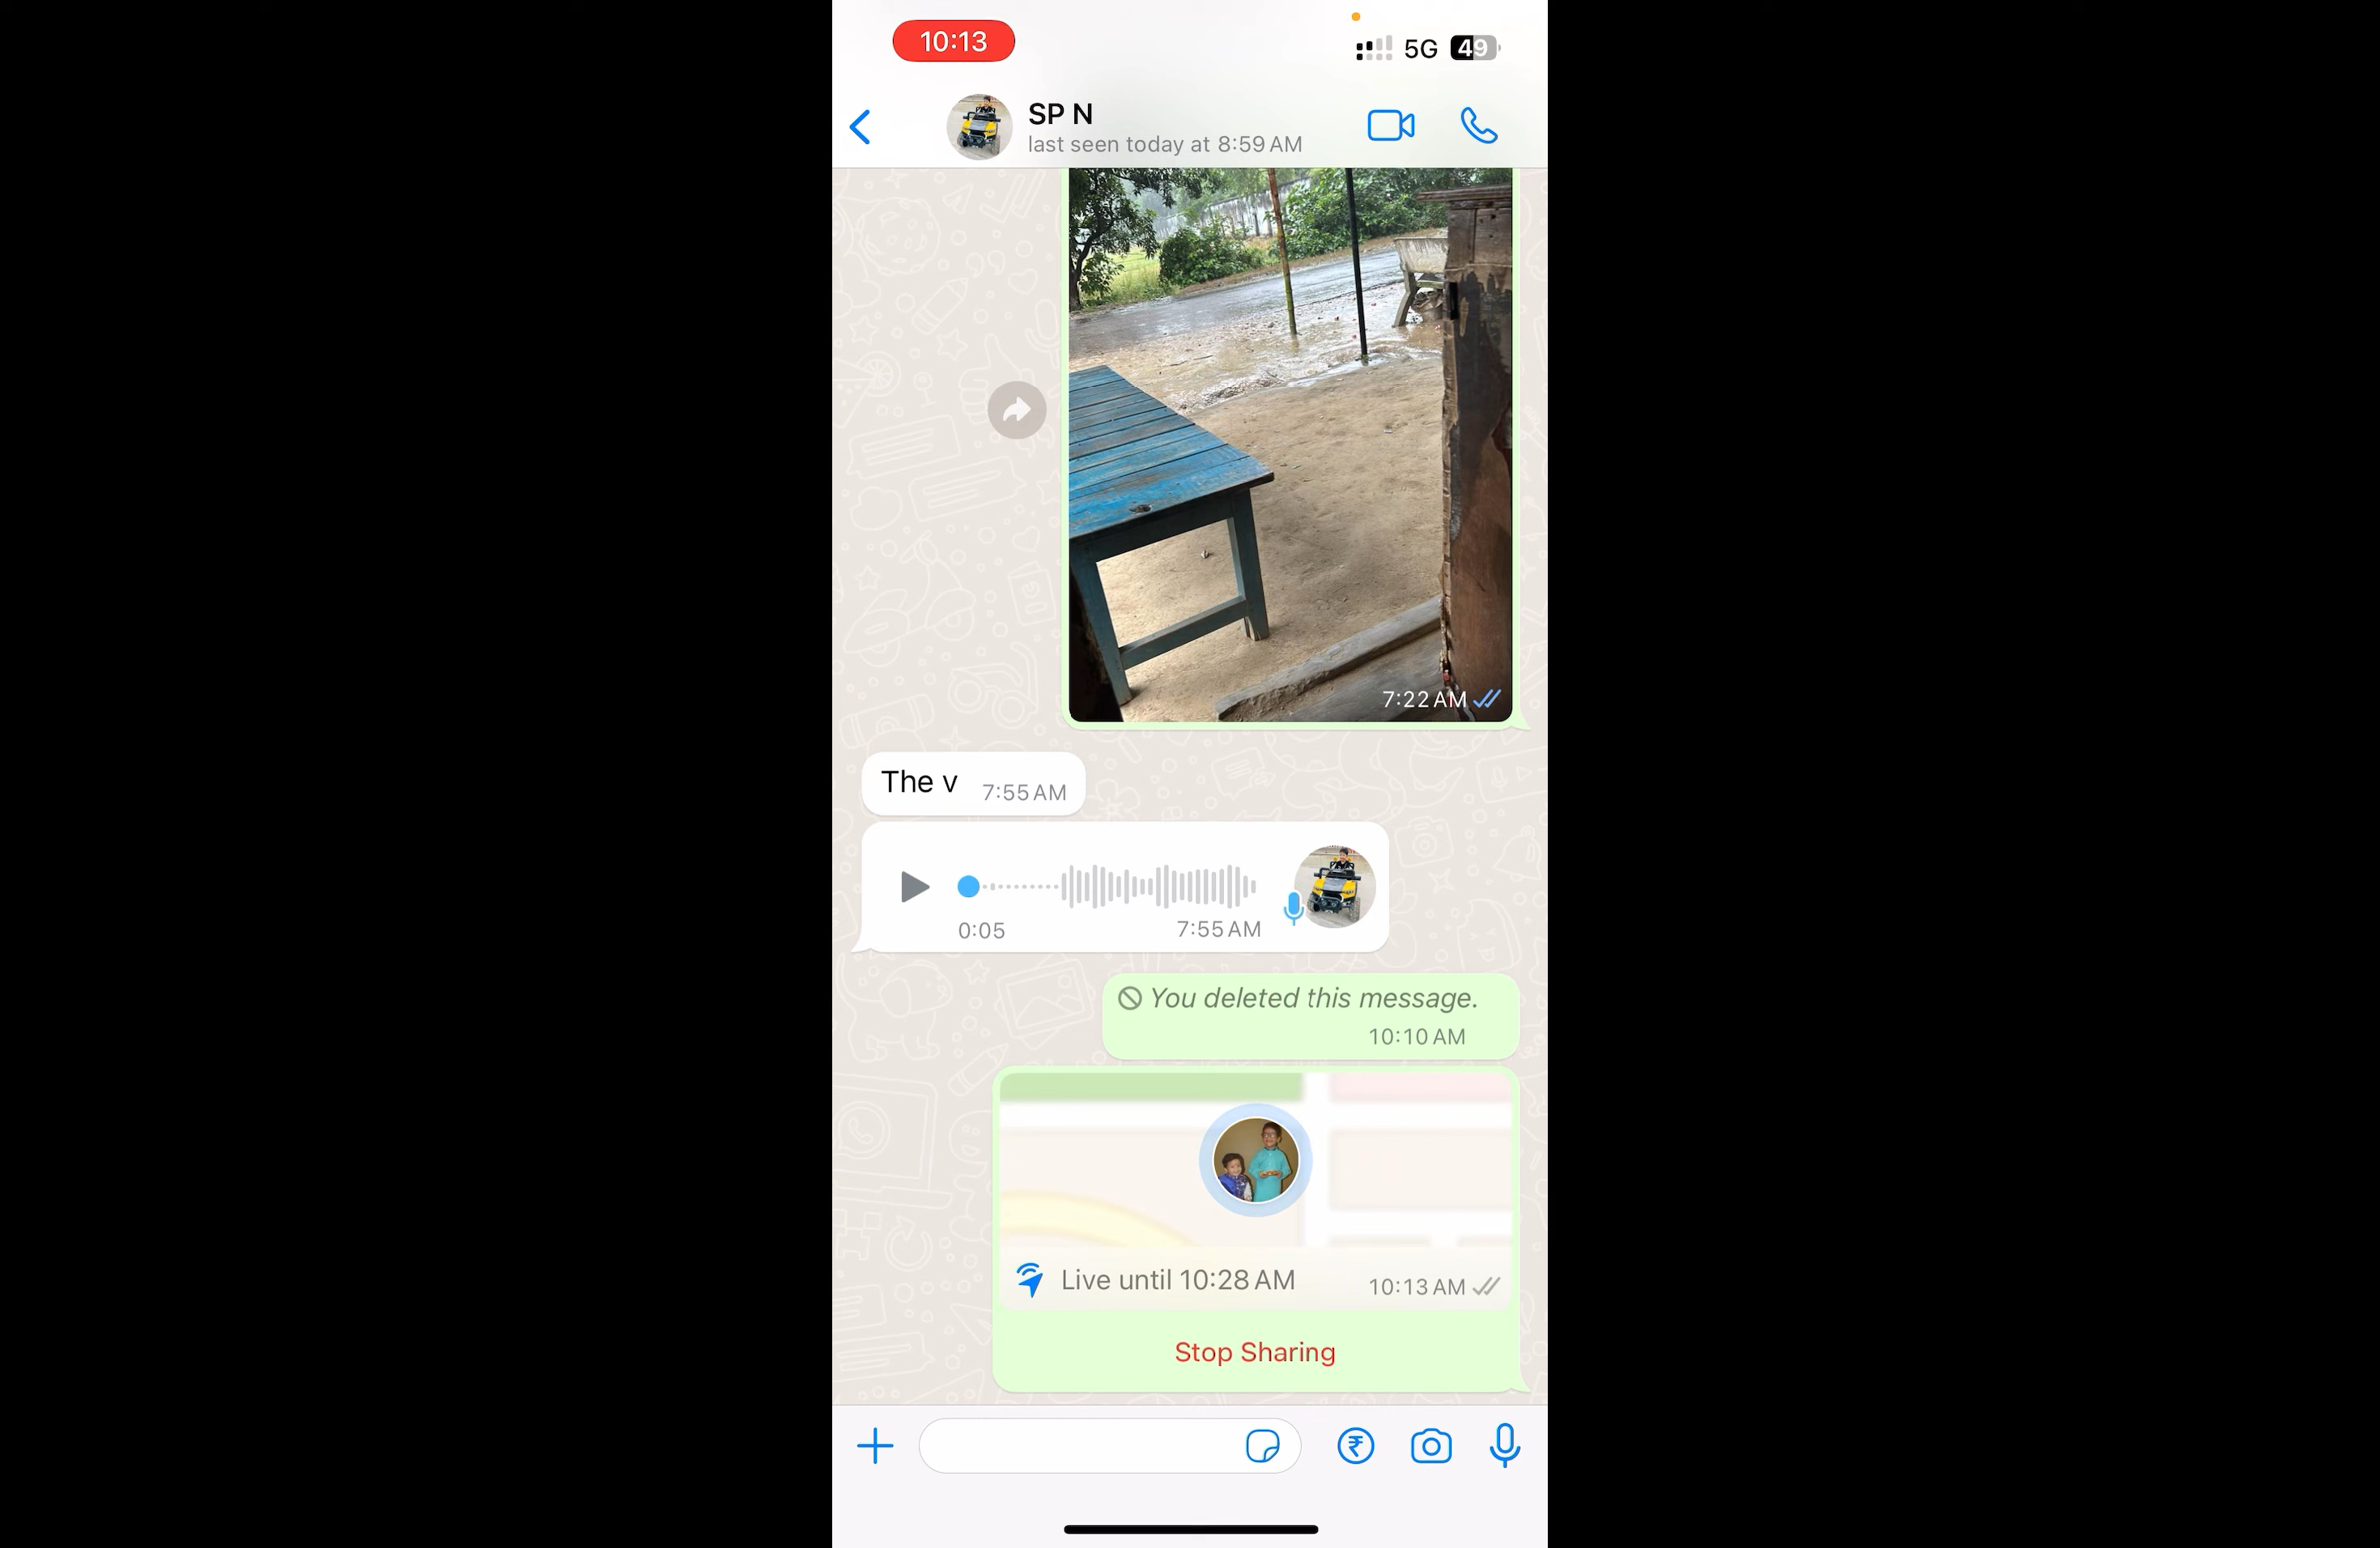 10:13
5G 49
SP N
last seen today at 8:59 AM
7:22 AM
The v 7:55 AM
0:05 7:55 AM
You deleted this message.
10:10 AM
Live until 10:28 AM 10:13 AM
Stop Sharing